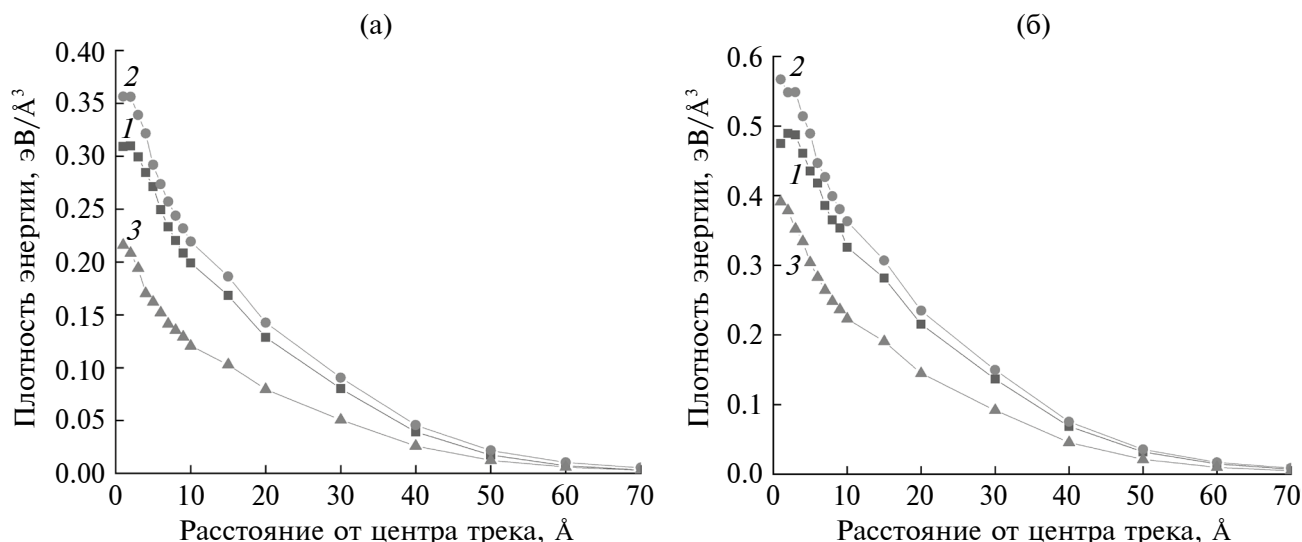 (а)
Плотность энергии, эВ/Å³
0.40
0.35
0.30
0.25
0.20
0.15
0.10
0.05
0.00
2
1
3
0 10 20 30 40 50 60 70
Расстояние от центра трека, Å
(б)
Плотность энергии, эВ/Å³
0.6
0.5
0.4
0.3
0.2
0.1
0.0
2
1
3
0 10 20 30 40 50 60 70
Расстояние от центра трека, Å